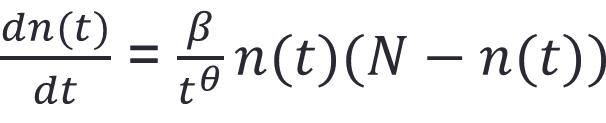 dn(t)/dt = β/t^θ n(t)(N − n(t))